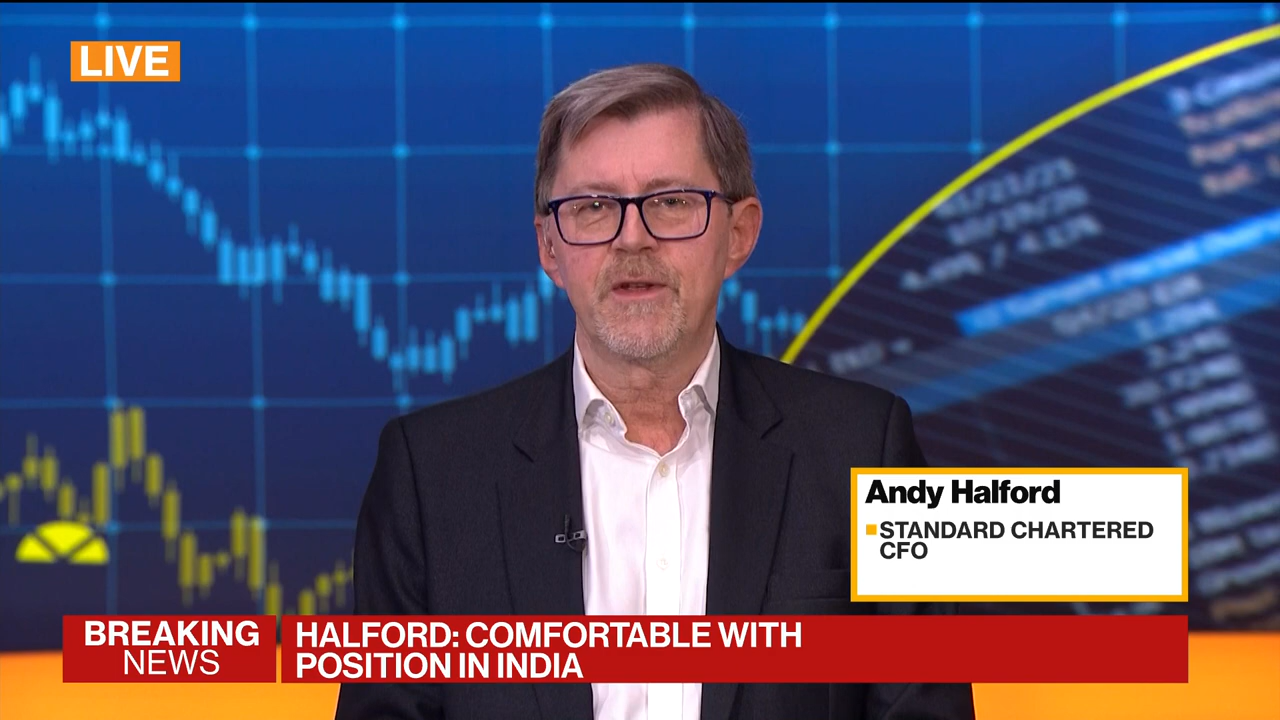 LIVE
Andy Halford
STANDARD CHARTERED
CFO
BREAKING
NEWS
HALFORD: COMFORTABLE WITH
POSITION IN INDIA